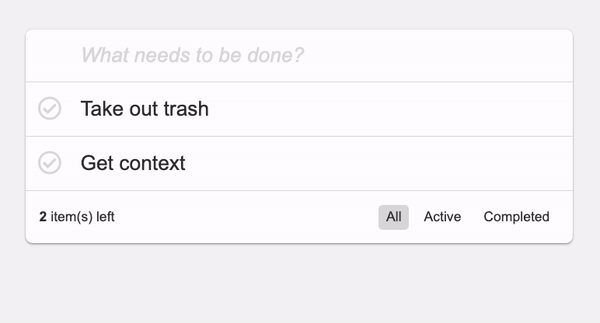 What needs to be done?
Take out trash
Get context
2 item(s) left All Active Completed